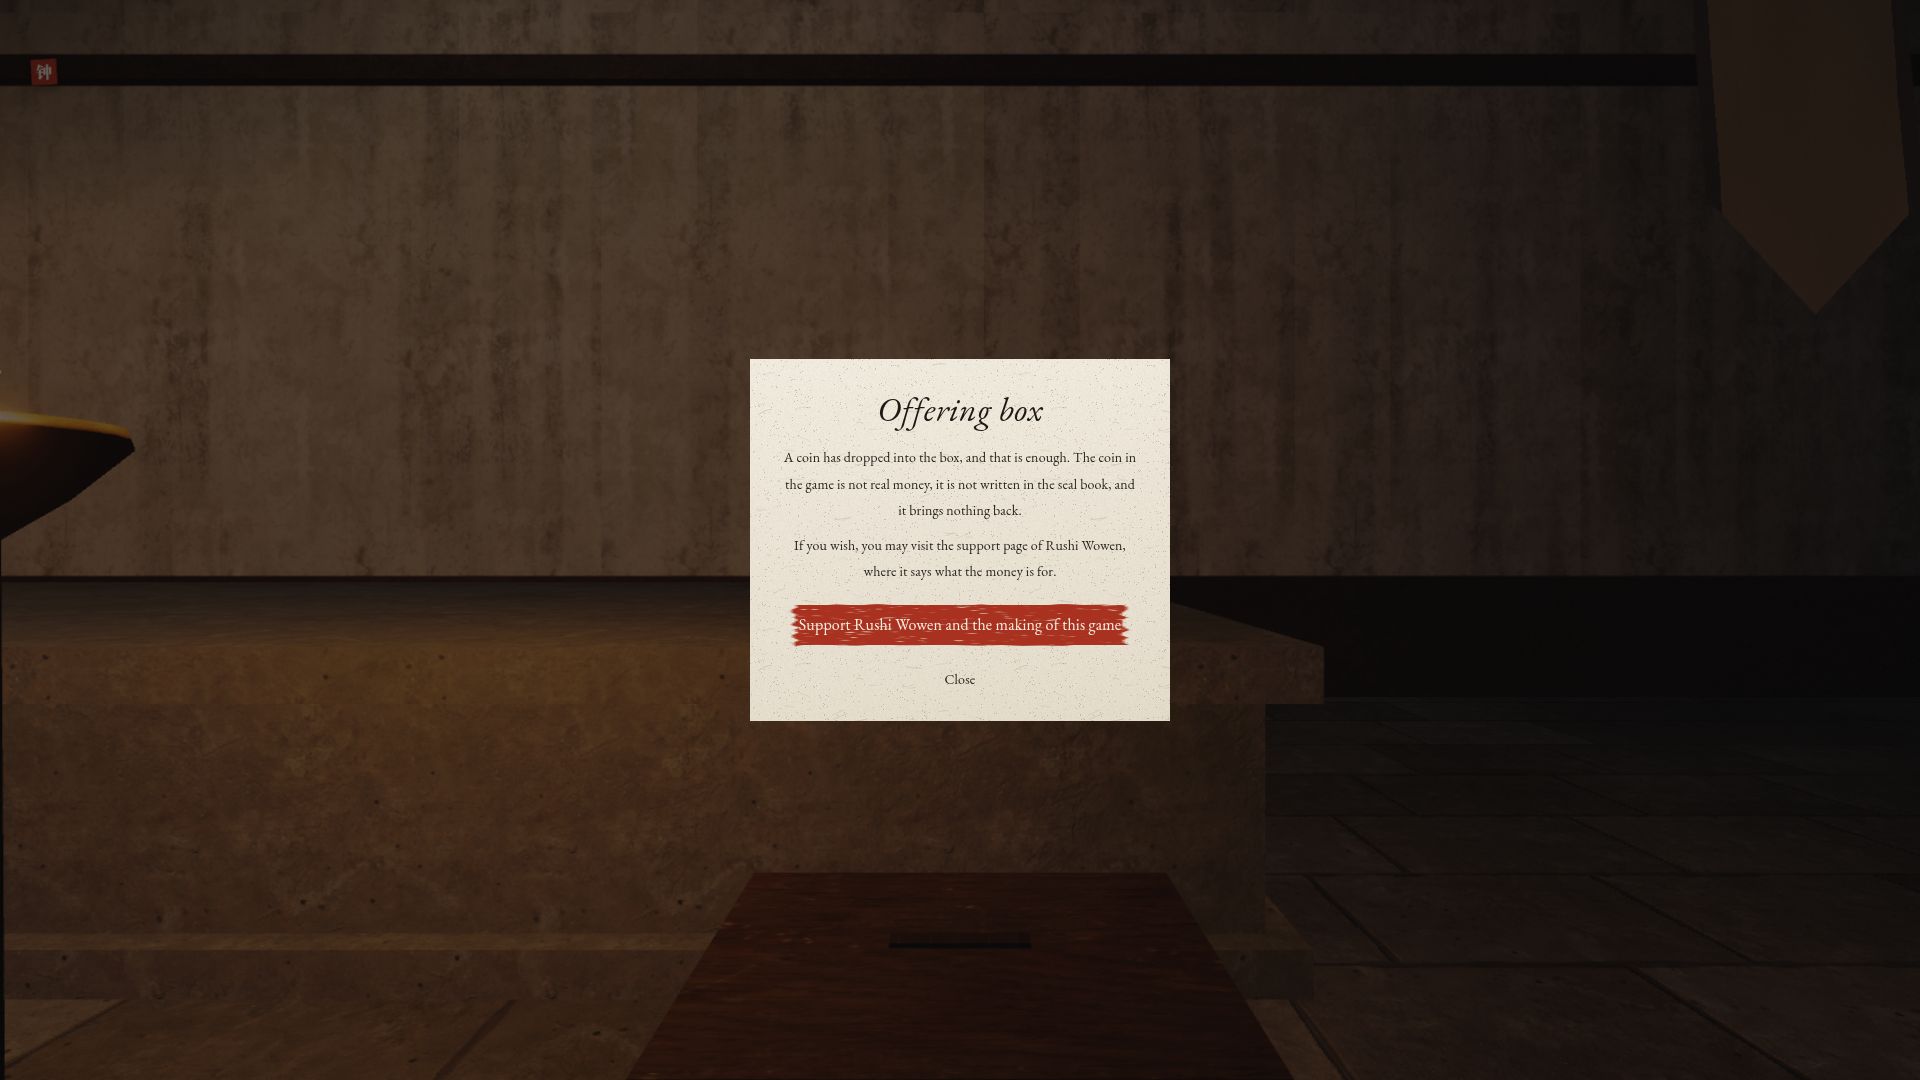 钟
Offering box
A coin has dropped into the box, and that is enough. The coin in
the game is not real money, it is not written in the seal book, and
it brings nothing back.
If you wish, you may visit the support page of Rushi Wowen,
where it says what the money is for.
Support Rushi Wowen and the making of this game
Close